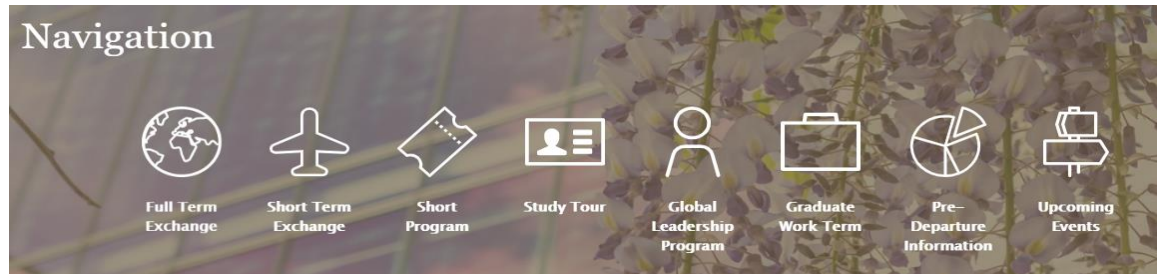 Navigation
Full Term
Exchange
Short Term
Exchange
Short
Program
Study Tour
Global
Leadership
Program
Graduate
Work Term
Pre–
Departure
Information
Upcoming
Events